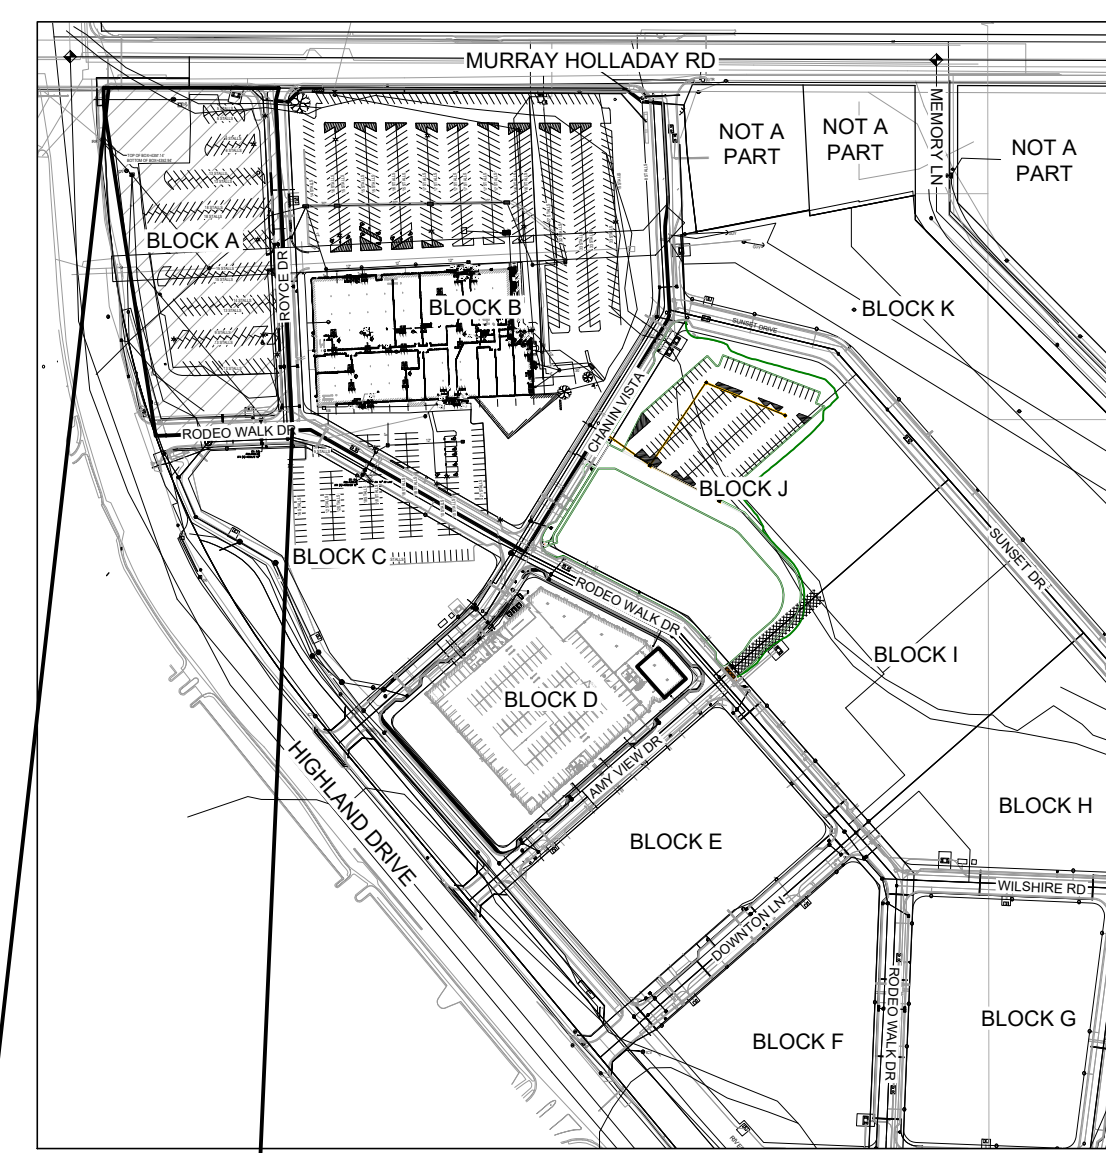 MURRAY HOLLADAY RD
MEMORY LN
NOT A
PART
NOT A
PART
NOT A
PART
BLOCK A
ROYCE DR
BLOCK B
BLOCK K
SUNSET DRIVE
CHANIN VISTA
RODEO WALK DR
BLOCK J
SUNSET DR
BLOCK C
RODEO WALK DR
BLOCK I
BLOCK D
AMY VIEW DR
HIGHLAND DRIVE
BLOCK H
BLOCK E
WILSHIRE RD
DOWNTON LN
RODEO WALK DR
BLOCK G
BLOCK F